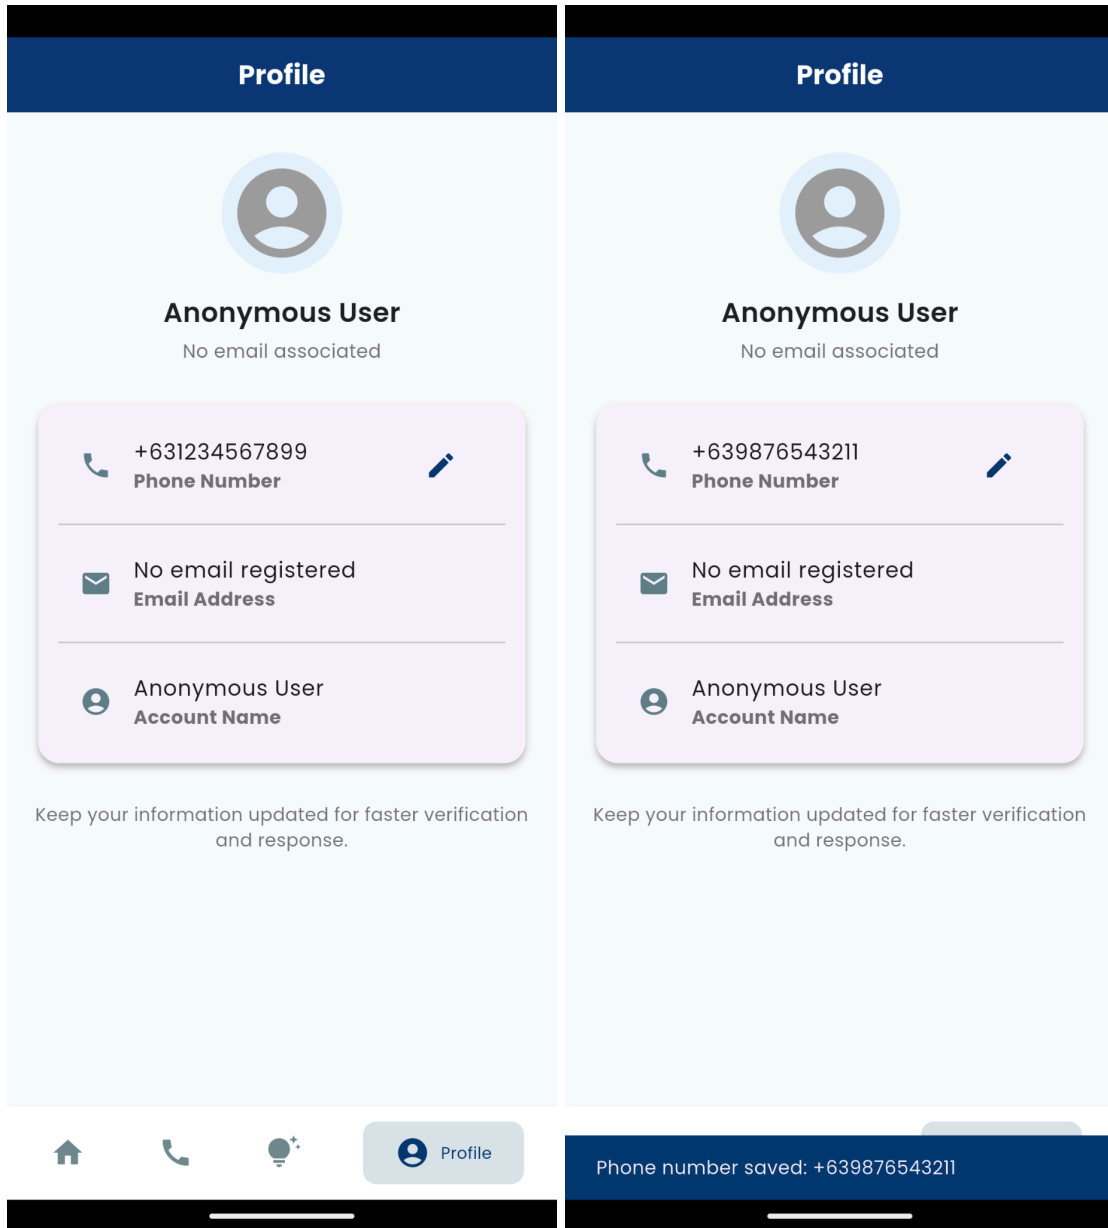 Profile
Anonymous User
No email associated
+631234567899
Phone Number
No email registered
Email Address
Anonymous User
Account Name
Keep your information updated for faster verification
and response.
Profile
Profile
Anonymous User
No email associated
+639876543211
Phone Number
No email registered
Email Address
Anonymous User
Account Name
Keep your information updated for faster verification
and response.
Phone number saved: +639876543211